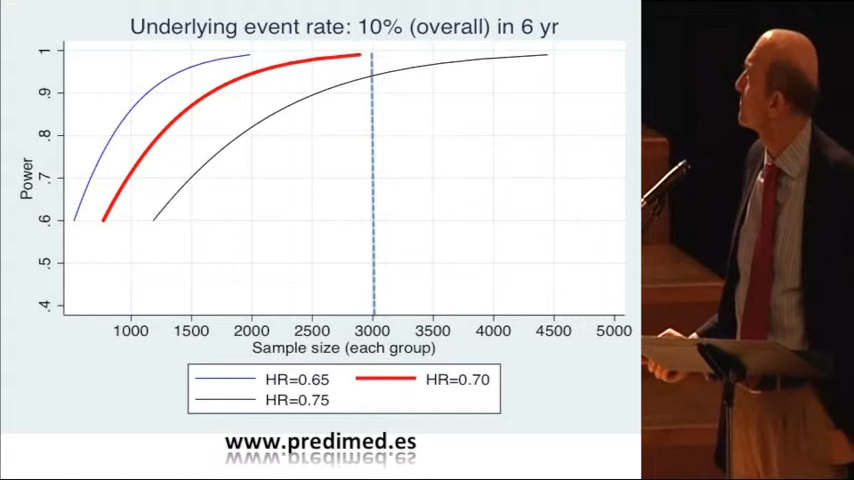 Underlying event rate: 10% (overall) in 6 yr
1
.9
.8
.7
.6
.5
.4
Power
1000 1500 2000 2500 3000 3500 4000 4500 5000
Sample size (each group)
HR=0.65 HR=0.70
HR=0.75
www.predimed.es